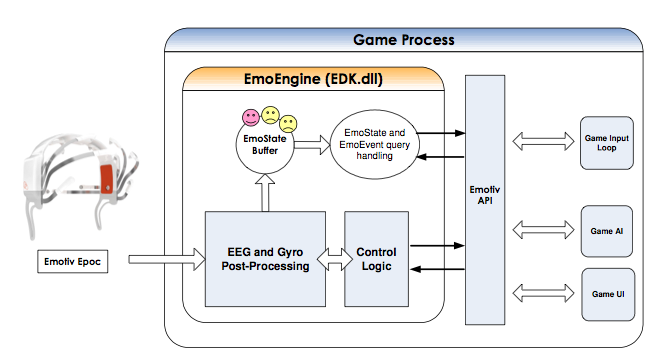 Game Process
EmoEngine (EDK.dll)
EmoState
Buffer
EmoState and
EmoEvent query
handling
Emotiv
API
Game Input
Loop
Emotiv Epoc
EEG and Gyro
Post-Processing
Control
Logic
Game AI
Game UI